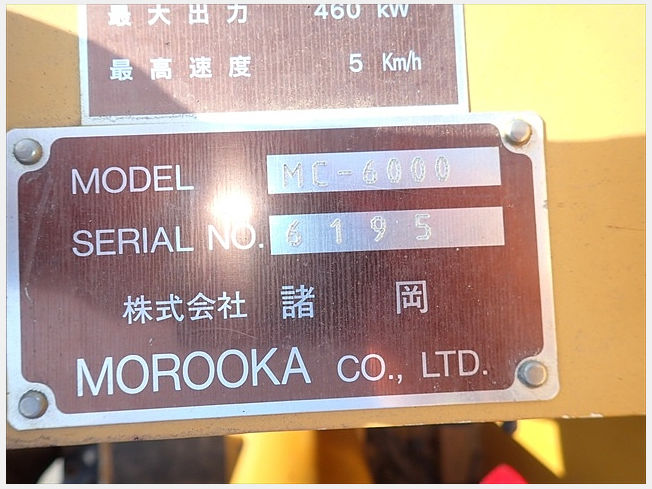 最大出力 460 kW
最高速度 5 Km/h
MODEL MC-6000
SERIAL NO. 6195
株式会社 諸岡
MOROOKA CO., LTD.